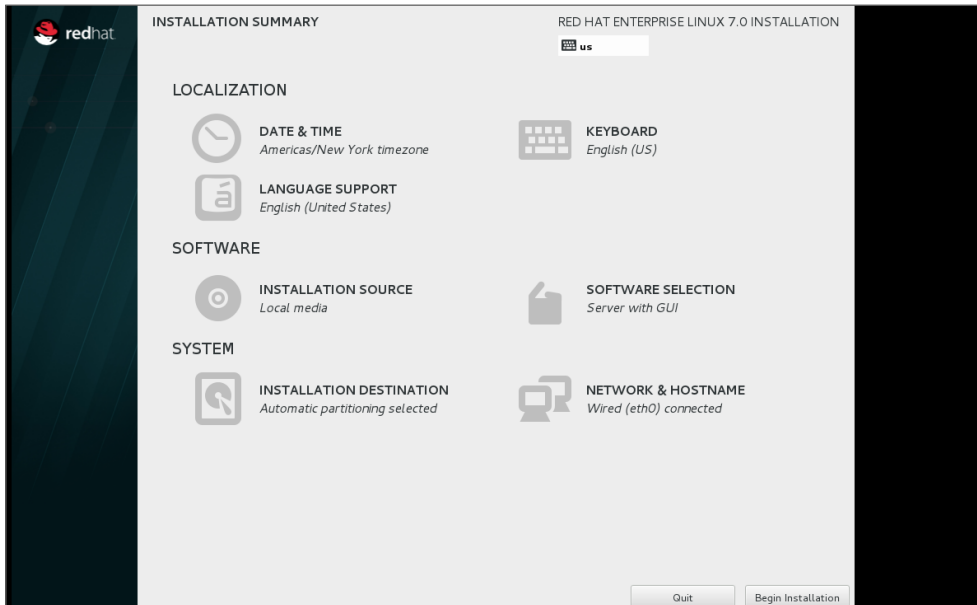 redhat
INSTALLATION SUMMARY
RED HAT ENTERPRISE LINUX 7.0 INSTALLATION
us
LOCALIZATION
DATE & TIME
Americas/New York timezone
KEYBOARD
English (US)
á
LANGUAGE SUPPORT
English (United States)
SOFTWARE
INSTALLATION SOURCE
Local media
SOFTWARE SELECTION
Server with GUI
SYSTEM
INSTALLATION DESTINATION
Automatic partitioning selected
NETWORK & HOSTNAME
Wired (eth0) connected
Quit
Begin Installation